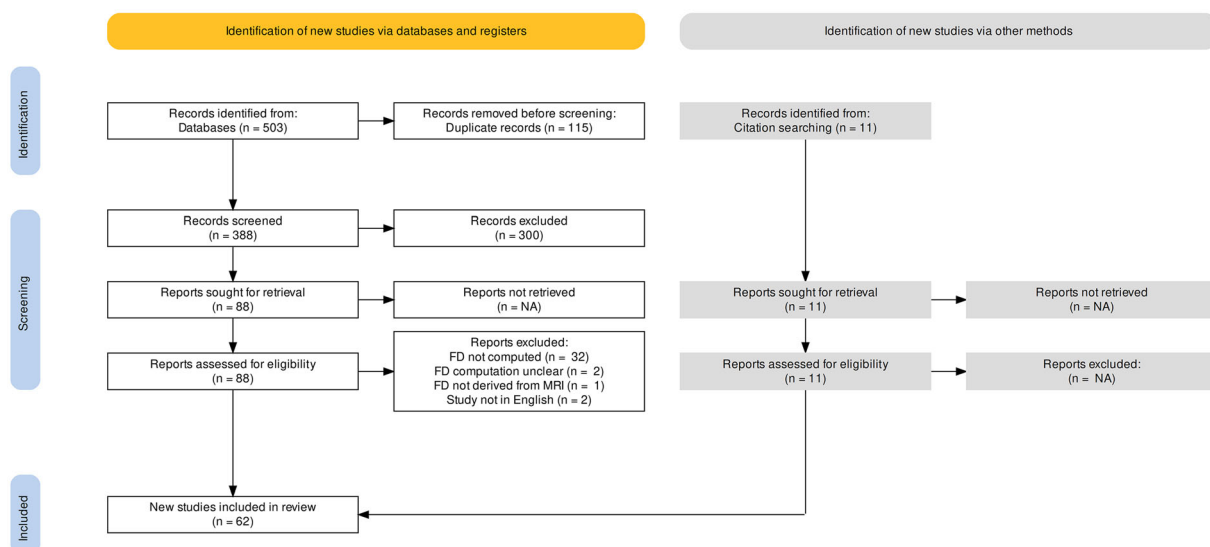 Identification of new studies via databases and registers
Identification of new studies via other methods
Identification
Records identified from:
Databases (n = 503)
Records removed before screening:
Duplicate records (n = 115)
Records identified from:
Citation searching (n = 11)
Screening
Records screened
(n = 388)
Records excluded
(n = 300)
Reports sought for retrieval
(n = 88)
Reports not retrieved
(n = NA)
Reports sought for retrieval
(n = 11)
Reports not retrieved
(n = NA)
Reports assessed for eligibility
(n = 88)
Reports excluded:
FD not computed (n = 32)
FD computation unclear (n = 2)
FD not derived from MRI (n = 1)
Study not in English (n = 2)
Reports assessed for eligibility
(n = 11)
Reports excluded:
(n = NA)
Included
New studies included in review
(n = 62)